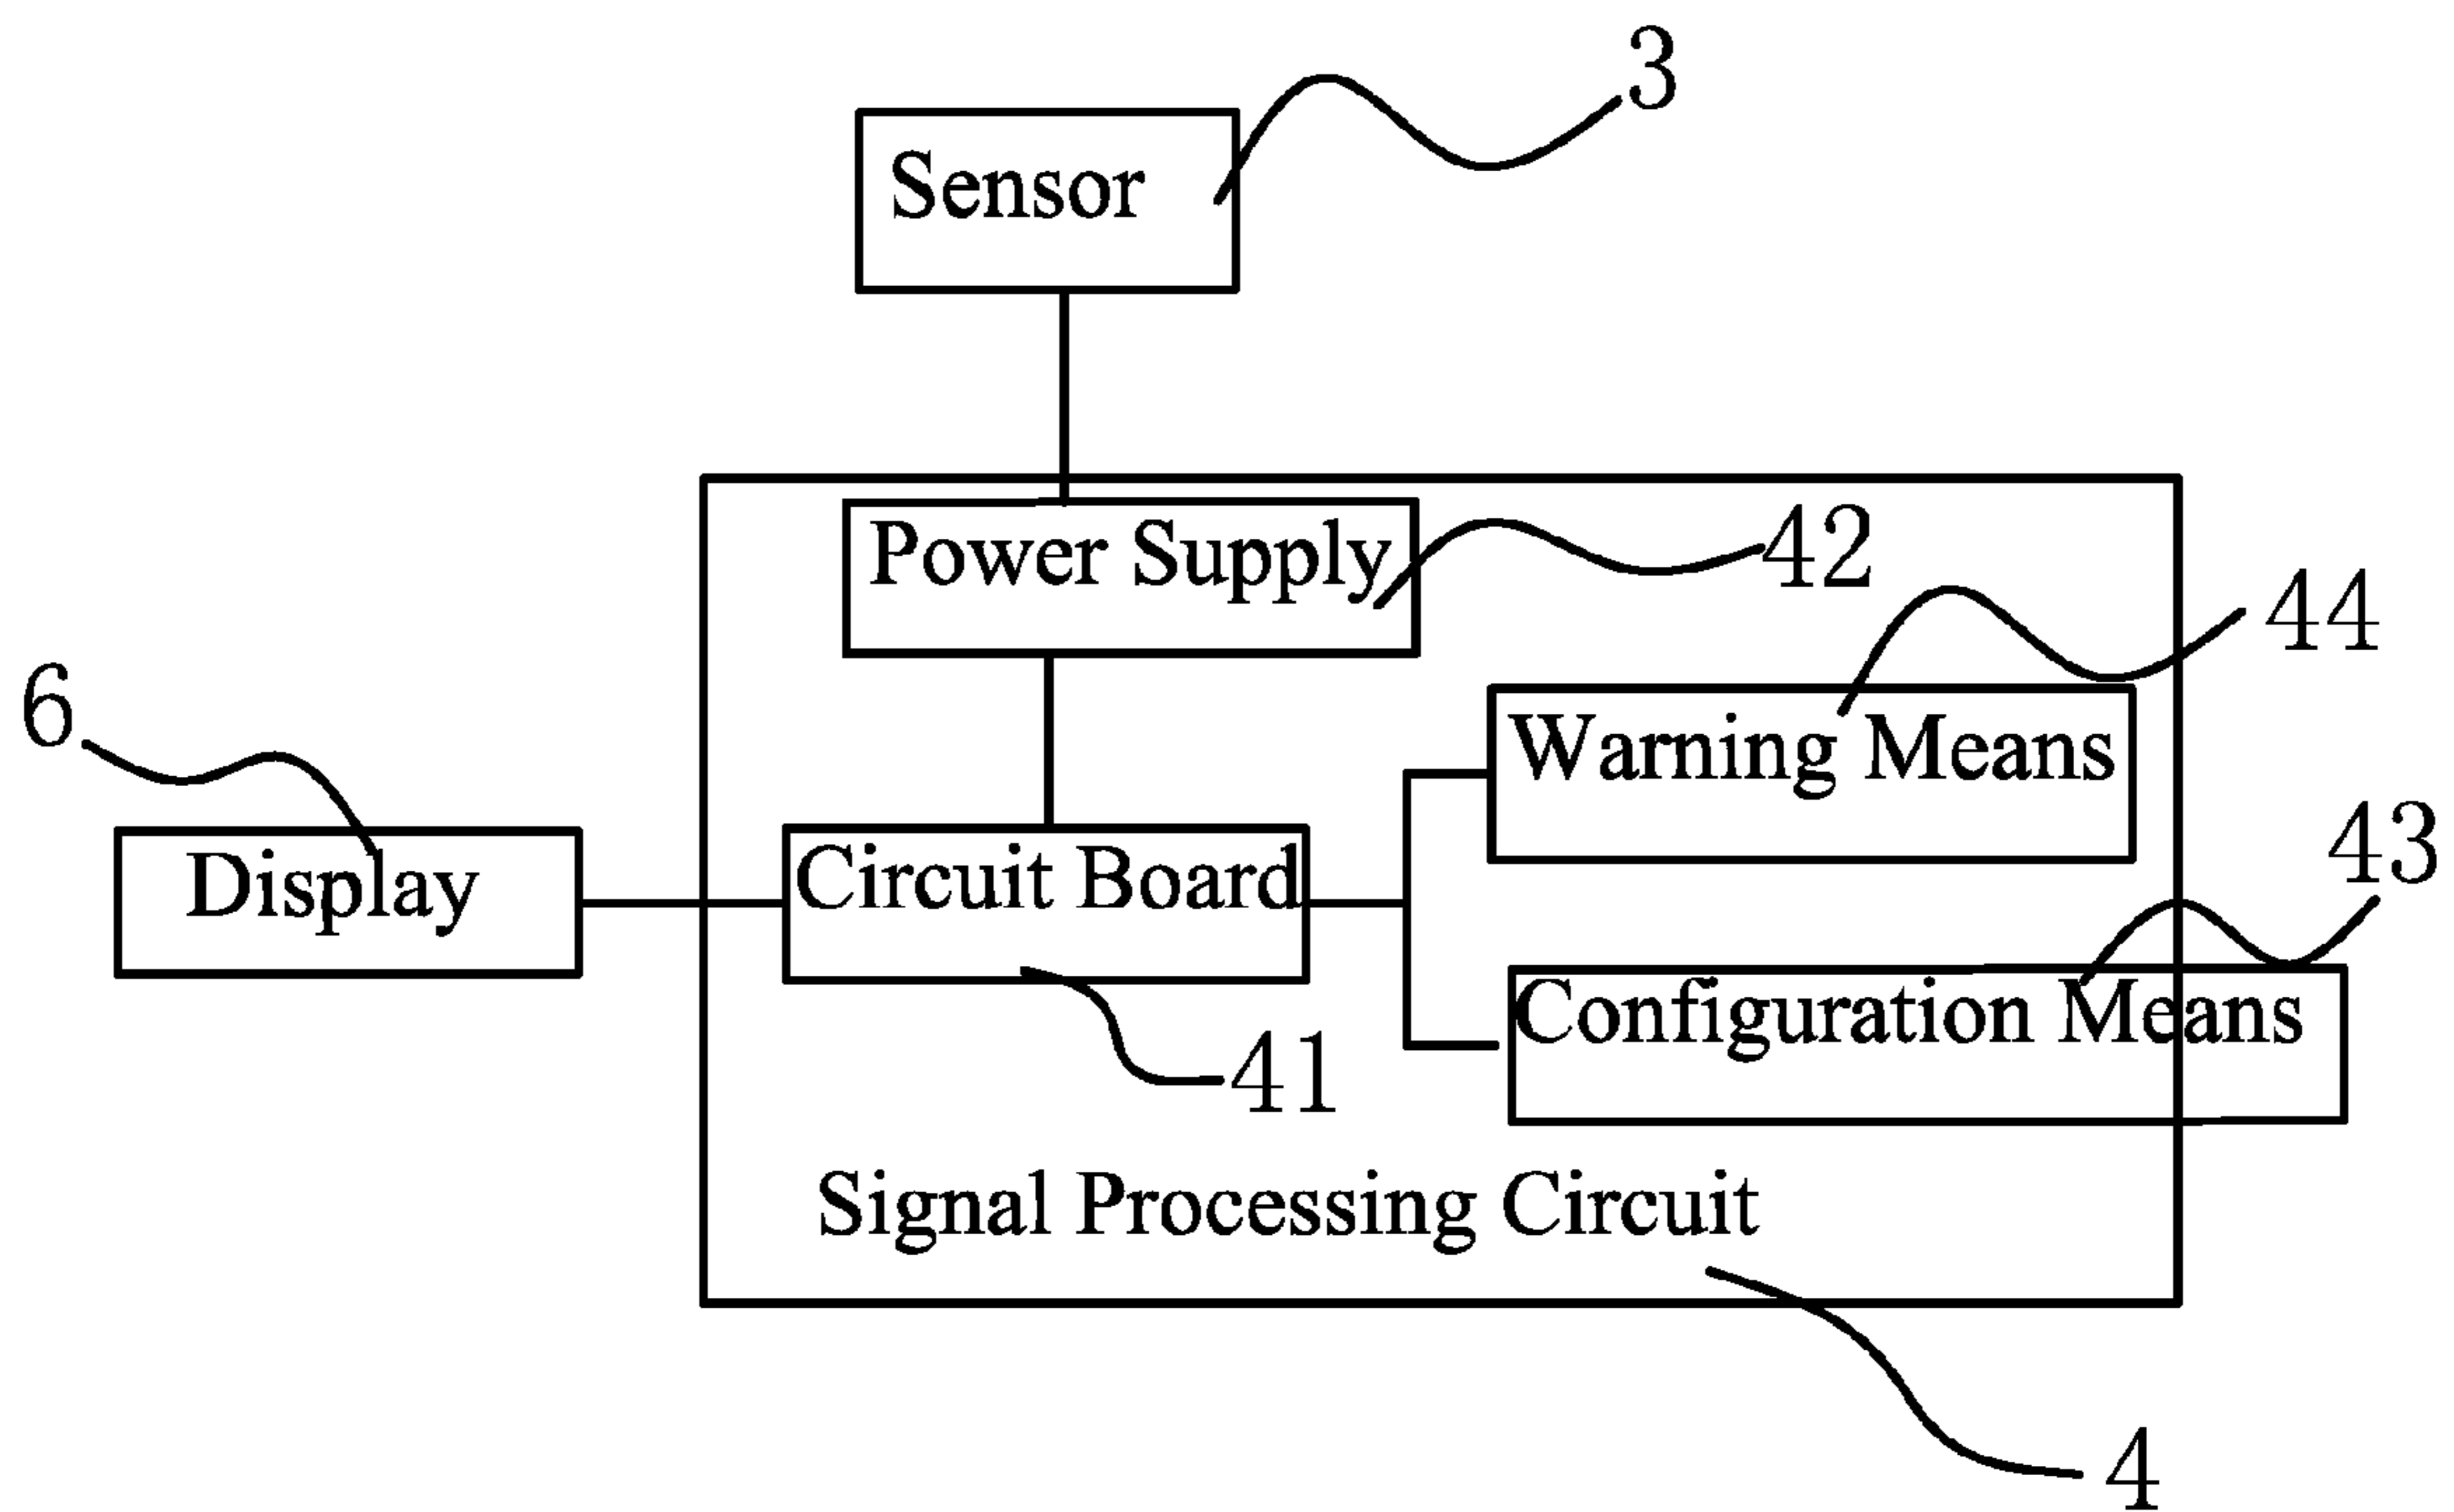 3
Sensor
Power Supply
42
44
6
Warning Means
43
Display
Circuit Board
Configuration Means
41
Signal Processing Circuit
4